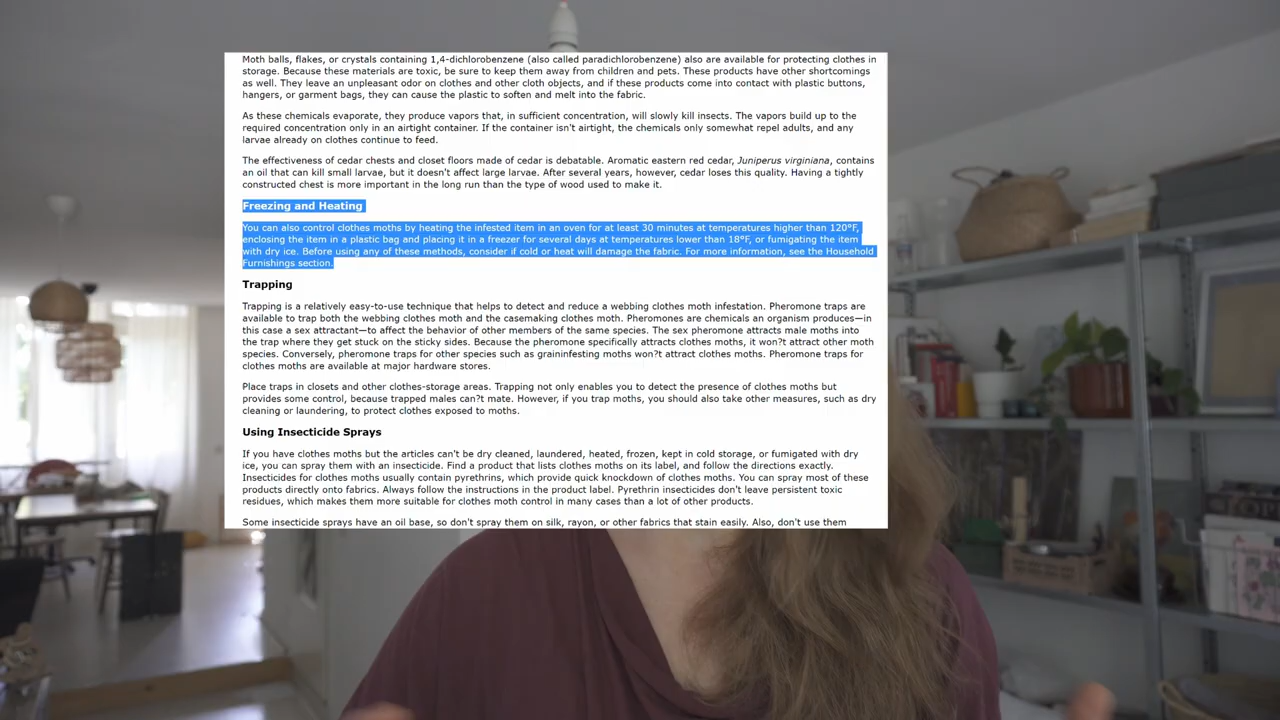 Moth balls, flakes, or crystals containing 1,4-dichlorobenzene (also called paradichlorobenzene) also are available for protecting clothes in
storage. Because these materials are toxic, be sure to keep them away from children and pets. These products have other shortcomings
as well. They leave an unpleasant odor on clothes and other cloth objects, and if these products come into contact with plastic buttons,
hangers, or garment bags, they can cause the plastic to soften and melt into the fabric.
As these chemicals evaporate, they produce vapors that, in sufficient concentration, will slowly kill insects. The vapors build up to the
required concentration only in an airtight container. If the container isn't airtight, the chemicals only somewhat repel adults, and any
larvae already on clothes continue to feed.
The effectiveness of cedar chests and closet floors made of cedar is debatable. Aromatic eastern red cedar, Juniperus virginiana, contains
an oil that can kill small larvae, but it doesn't affect large larvae. After several years, however, cedar loses this quality. Having a tightly
constructed chest is more important in the long run than the type of wood used to make it.
Freezing and Heating
You can also control clothes moths by heating the infested item in an oven for at least 30 minutes at temperatures higher than 120°F,
enclosing the item in a plastic bag and placing it in a freezer for several days at temperatures lower than 18°F, or fumigating the item
with dry ice. Before using any of these methods, consider if cold or heat will damage the fabric. For more information, see the Household
Furnishings section.
Trapping
Trapping is a relatively easy-to-use technique that helps to detect and reduce a webbing clothes moth infestation. Pheromone traps are
available to trap both the webbing clothes moth and the casemaking clothes moth. Pheromones are chemicals an organism produces—in
this case a sex attractant—to affect the behavior of other members of the same species. The sex pheromone attracts male moths into
the trap where they get stuck on the sticky sides. Because the pheromone specifically attracts clothes moths, it won?t attract other moth
species. Conversely, pheromone traps for other species such as graininfesting moths won?t attract clothes moths. Pheromone traps for
clothes moths are available at major hardware stores.
Place traps in closets and other clothes-storage areas. Trapping not only enables you to detect the presence of clothes moths but
provides some control, because trapped males can?t mate. However, if you trap moths, you should also take other measures, such as dry
cleaning or laundering, to protect clothes exposed to moths.
Using Insecticide Sprays
If you have clothes moths but the articles can't be dry cleaned, laundered, heated, frozen, kept in cold storage, or fumigated with dry
ice, you can spray them with an insecticide. Find a product that lists clothes moths on its label, and follow the directions exactly.
Insecticides for clothes moths usually contain pyrethrins, which provide quick knockdown of clothes moths. You can spray most of these
products directly onto fabrics. Always follow the instructions in the product label. Pyrethrin insecticides don't leave persistent toxic
residues, which makes them more suitable for clothes moth control in many cases than a lot of other products.
Some insecticide sprays have an oil base, so don't spray them on silk, rayon, or other fabrics that stain easily. Also, don't use them